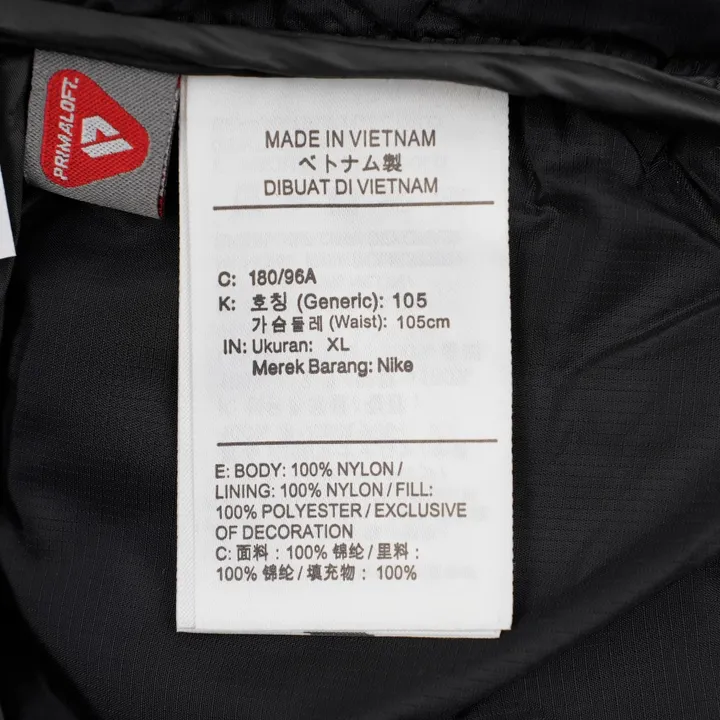 PRIMALOFT.
MADE IN VIETNAM
ベトナム製
DIBUAT DI VIETNAM
C: 180/96A
K: 호칭 (Generic): 105
가슴둘레 (Waist): 105cm
IN: Ukuran: XL
Merek Barang: Nike
E: BODY: 100% NYLON /
LINING: 100% NYLON / FILL:
100% POLYESTER / EXCLUSIVE
OF DECORATION
C: 面料：100% 锦纶 / 里料：
100% 锦纶 / 填充物：100%